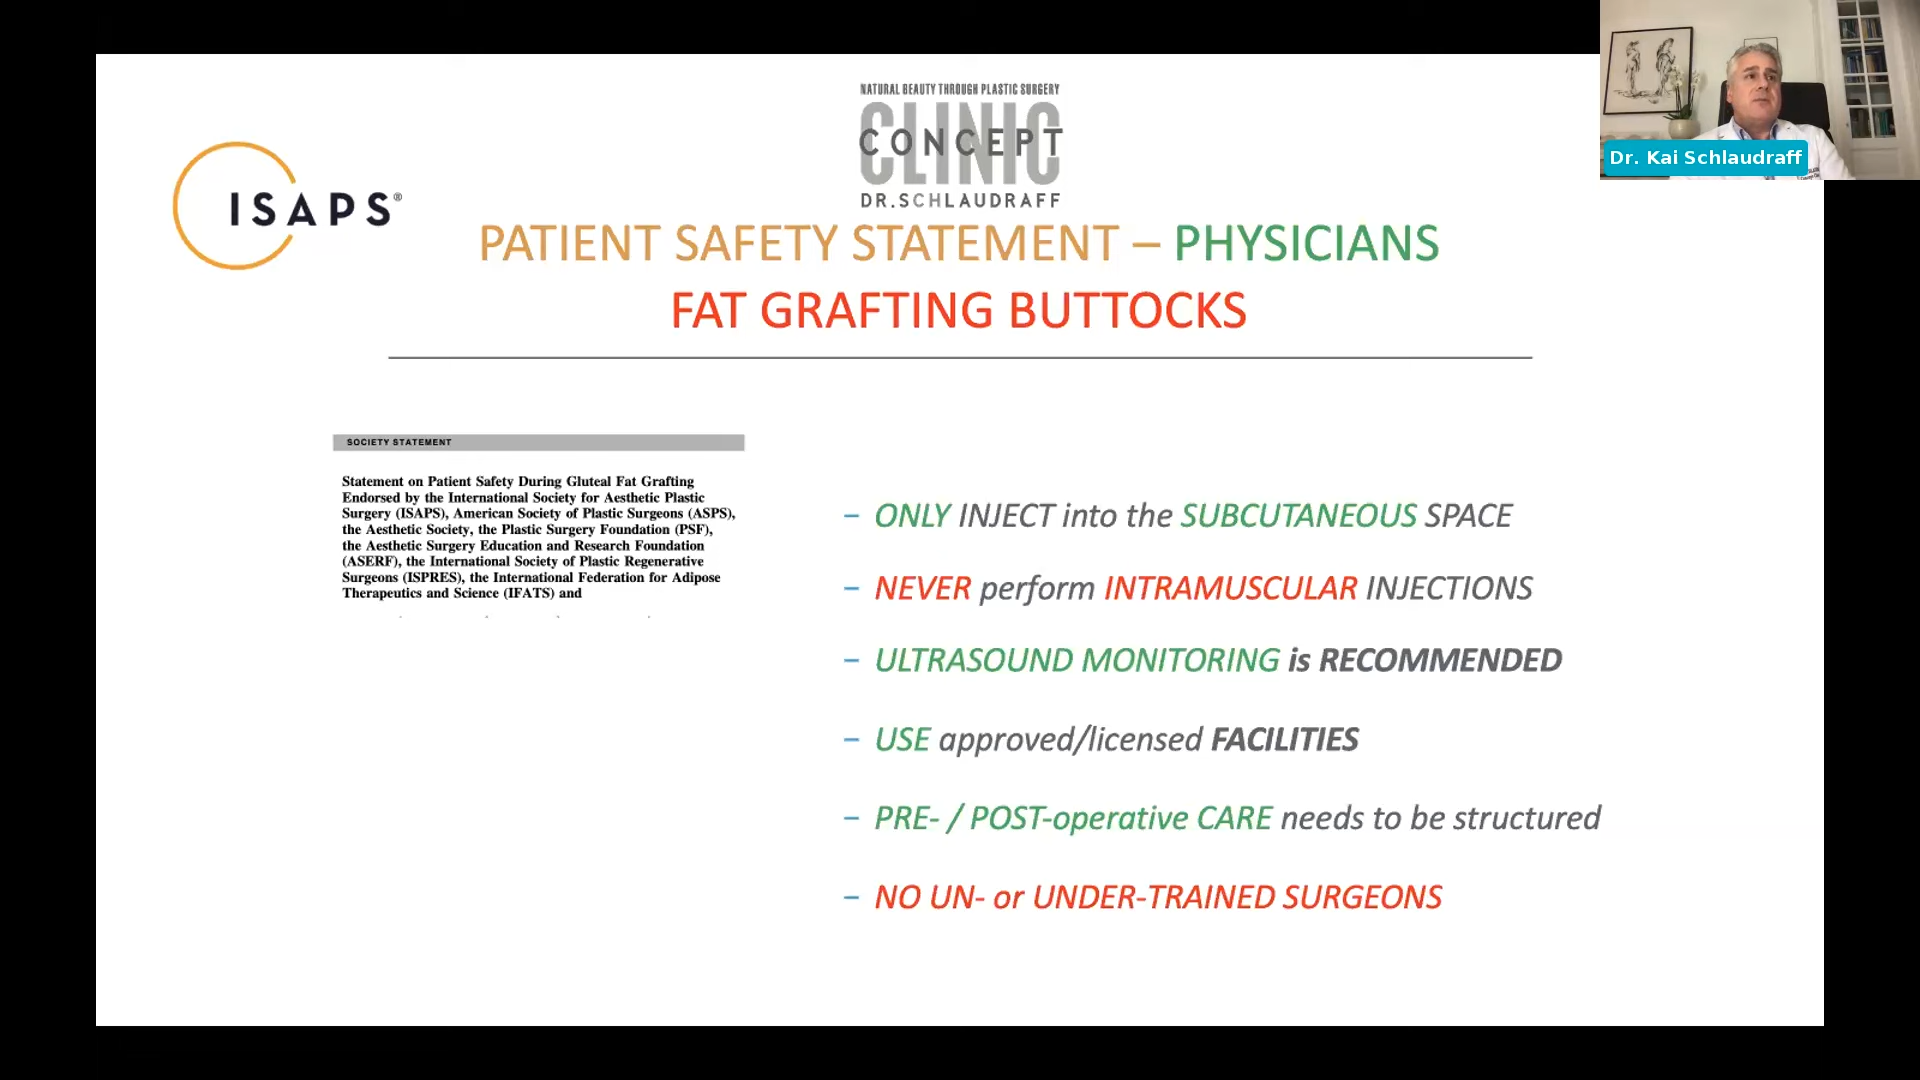 NATURAL BEAUTY THROUGH PLASTIC SURGERY
CLINIC
CONCEPT
DR.SCHLAUDRAFF
ISAPS®
Dr. Kai Schlaudraff
PATIENT SAFETY STATEMENT – PHYSICIANS
FAT GRAFTING BUTTOCKS
SOCIETY STATEMENT
Statement on Patient Safety During Gluteal Fat Grafting
Endorsed by the International Society for Aesthetic Plastic
Surgery (ISAPS), American Society of Plastic Surgeons (ASPS),
the Aesthetic Society, the Plastic Surgery Foundation (PSF),
the Aesthetic Surgery Education and Research Foundation
(ASERF), the International Society of Plastic Regenerative
Surgeons (ISPRES), the International Federation for Adipose
Therapeutics and Science (IFATS) and
– ONLY INJECT into the SUBCUTANEOUS SPACE
– NEVER perform INTRAMUSCULAR INJECTIONS
– ULTRASOUND MONITORING is RECOMMENDED
– USE approved/licensed FACILITIES
– PRE- / POST-operative CARE needs to be structured
– NO UN- or UNDER-TRAINED SURGEONS